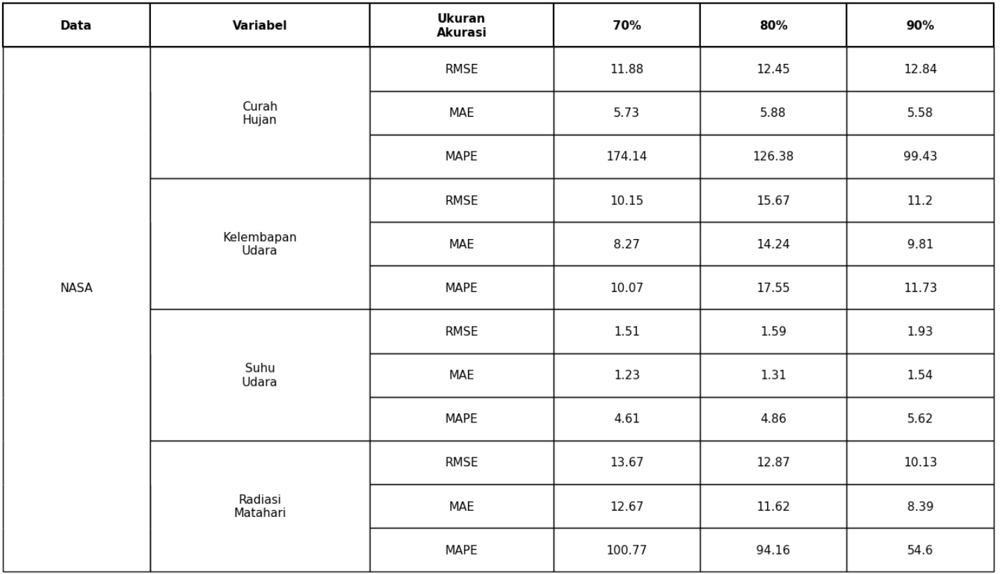 Data Variabel Ukuran Akurasi 70% 80% 90%
NASA
Curah
Hujan
RMSE 11.88 12.45 12.84
MAE 5.73 5.88 5.58
MAPE 174.14 126.38 99.43
Kelembapan
Udara
RMSE 10.15 15.67 11.2
MAE 8.27 14.24 9.81
MAPE 10.07 17.55 11.73
Suhu
Udara
RMSE 1.51 1.59 1.93
MAE 1.23 1.31 1.54
MAPE 4.61 4.86 5.62
Radiasi
Matahari
RMSE 13.67 12.87 10.13
MAE 12.67 11.62 8.39
MAPE 100.77 94.16 54.6